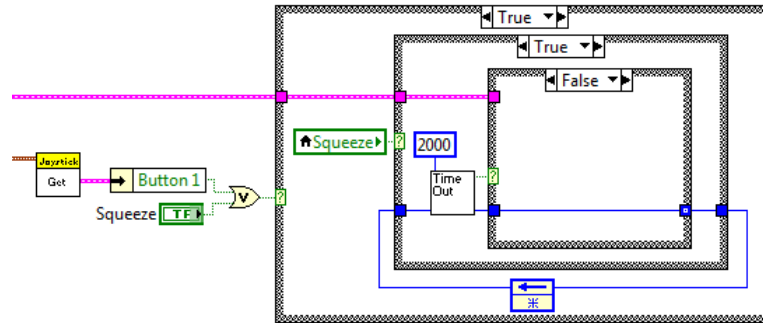 True
True
False
Squeeze
2000
Time
Out
Joystick
Get
Button 1
V
Squeeze
TF
?
?
?